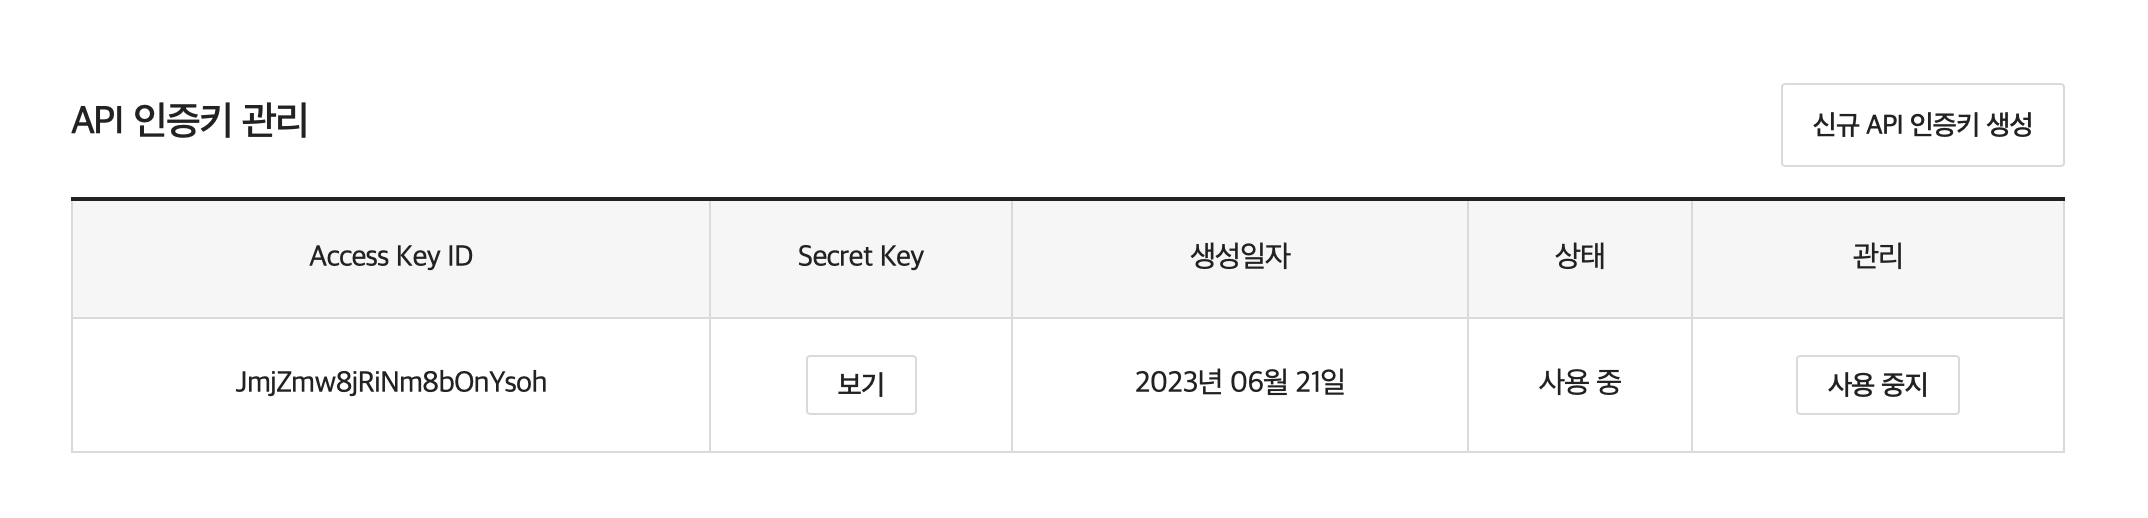 API 인증키 관리
신규 API 인증키 생성
Access Key ID Secret Key 생성일자 상태 관리
JmjZmw8jRiNm8bOnYsoh 보기 2023년 06월 21일 사용 중 사용 중지